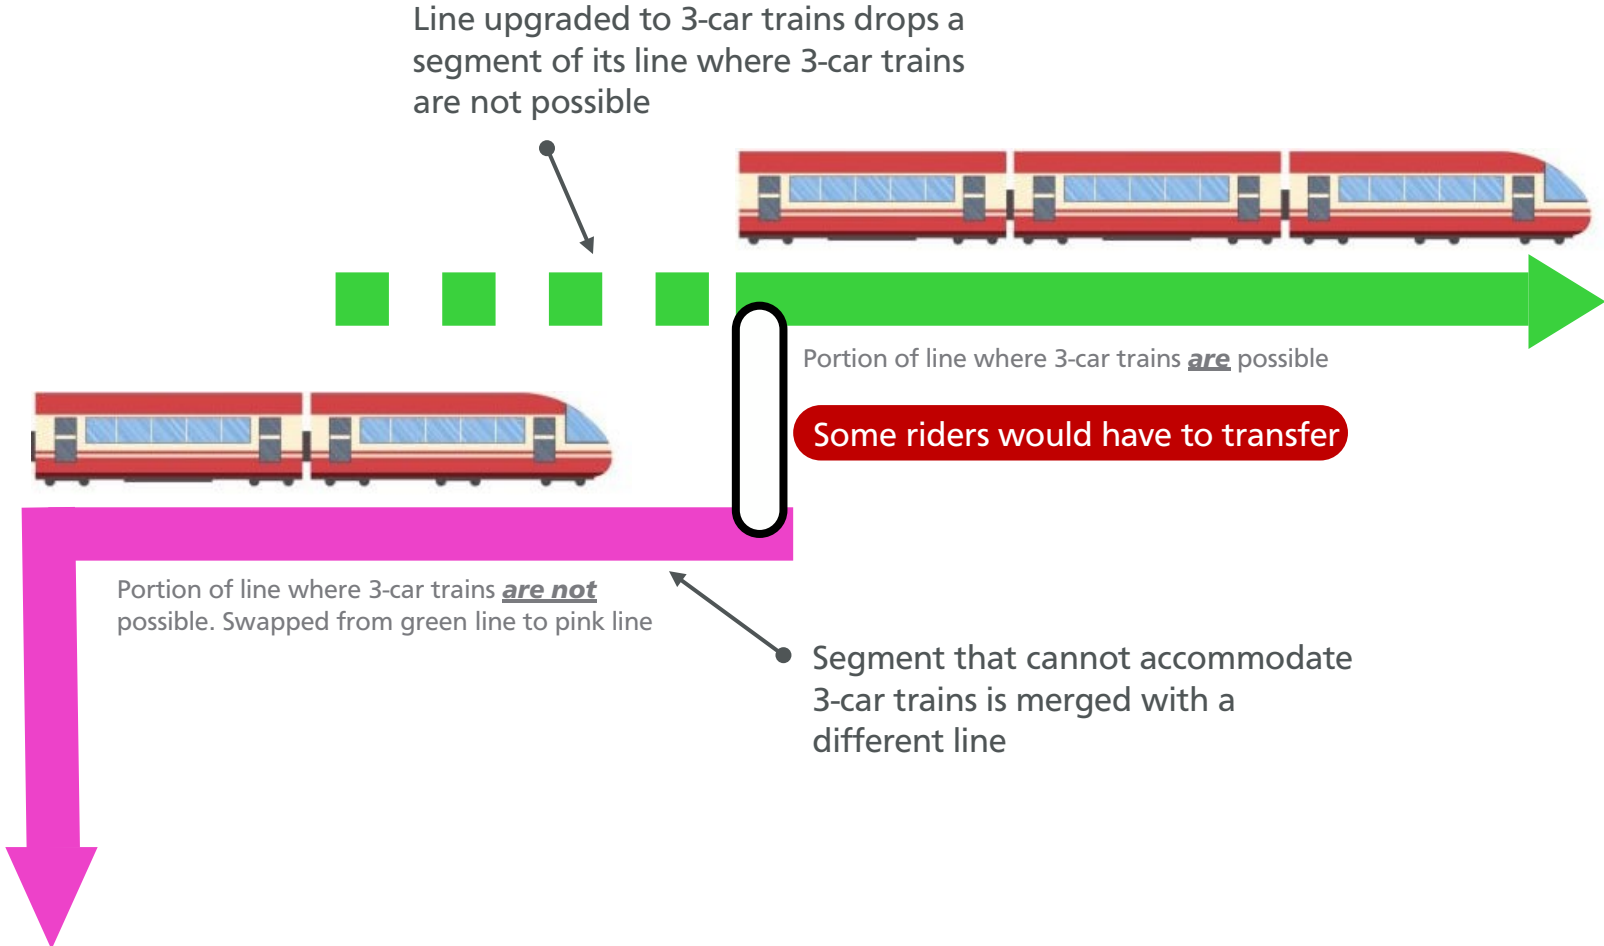 Line upgraded to 3-car trains drops a
segment of its line where 3-car trains
are not possible
Portion of line where 3-car trains are possible
Some riders would have to transfer
Portion of line where 3-car trains are not
possible. Swapped from green line to pink line
Segment that cannot accommodate
3-car trains is merged with a
different line